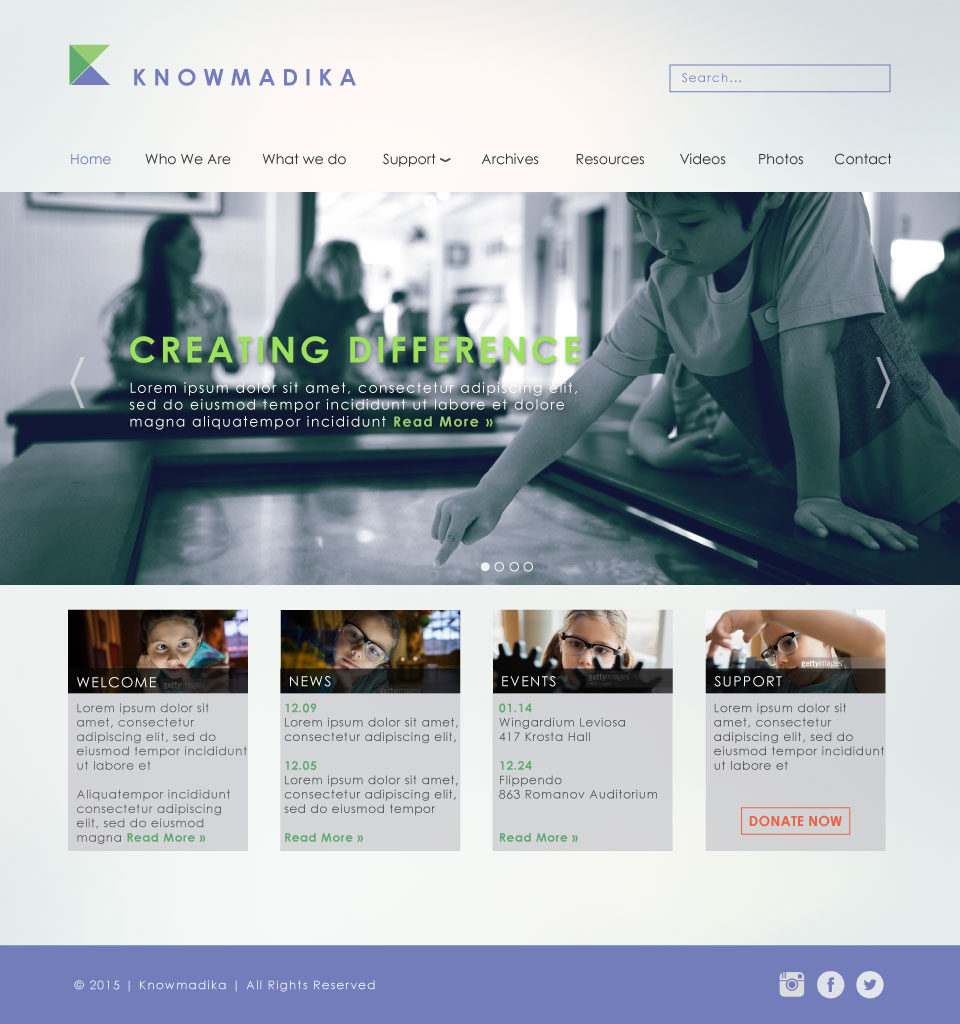 KNOWMADIKA
Search...
Home Who We Are What we do Support Archives Resources Videos Photos Contact
CREATING DIFFERENCE
Lorem ipsum dolor sit amet, consectetur adipiscing elit,
sed do eiusmod tempor incididunt ut labore et dolore
magna aliquatempor incididunt Read More »
gettyimages
WELCOME
Lorem ipsum dolor sit
amet, consectetur
adipiscing elit, sed do
eiusmod tempor incididunt
ut labore et
Aliquatempor incididunt
consectetur adipiscing
elit, sed do eiusmod
magna Read More »
gettyimages
NEWS
12.09
Lorem ipsum dolor sit amet,
consectetur adipiscing elit,
12.05
Lorem ipsum dolor sit amet,
consectetur adipiscing elit,
sed do eiusmod tempor
Read More »
gettyimages
EVENTS
01.14
Wingardium Leviosa
417 Krosta Hall
12.24
Flippendo
863 Romanov Auditorium
Read More »
gettyimages
SUPPORT
Lorem ipsum dolor sit
amet, consectetur
adipiscing elit, sed do
eiusmod tempor incididunt
ut labore et
DONATE NOW
© 2015 | Knowmadika | All Rights Reserved